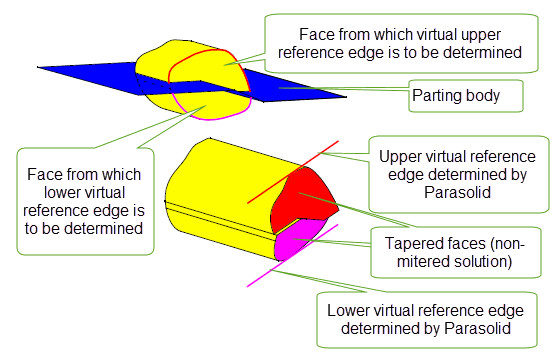 Face from which virtual upper
reference edge is to be determined
Parting body
Face from which
lower virtual
reference edge is
to be determined
Upper virtual reference
edge determined by
Parasolid
Tapered faces (non-
mitered solution)
Lower virtual reference edge
determined by Parasolid